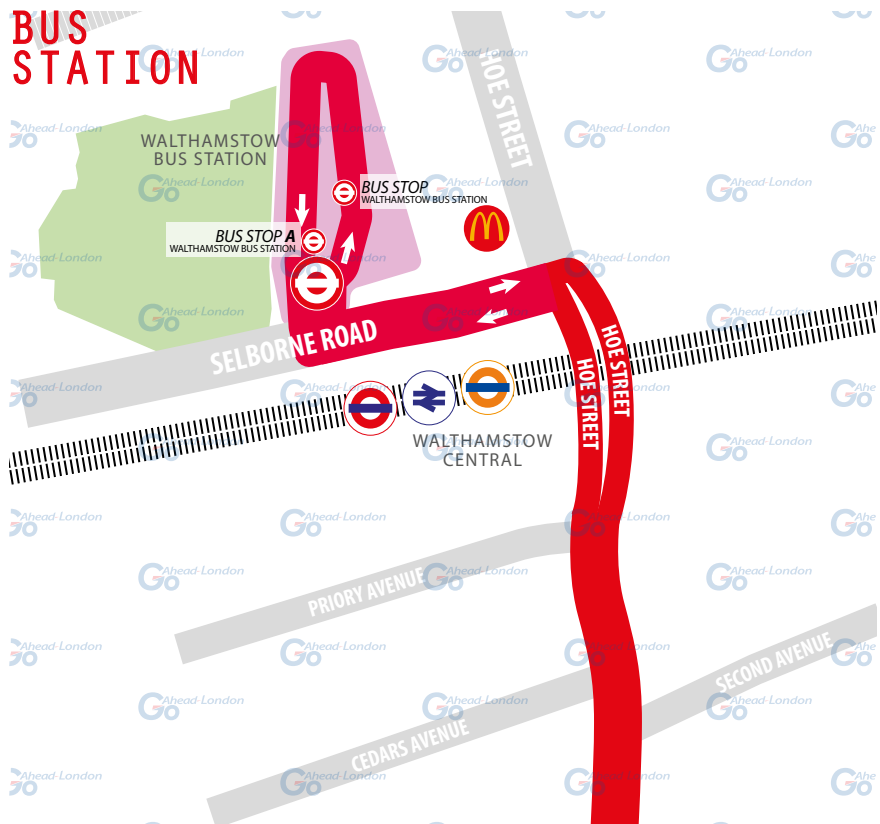 BUS
STATION
HOE STREET
WALTHAMSTOW
BUS STATION
BUS STOP
WALTHAMSTOW BUS STATION
BUS STOP A
WALTHAMSTOW BUS STATION
SELBORNE ROAD
HOE STREET
HOE STREET
WALTHAMSTOW
CENTRAL
PRIORY AVENUE
SECOND AVENUE
CEDARS AVENUE
Go Ahead-London